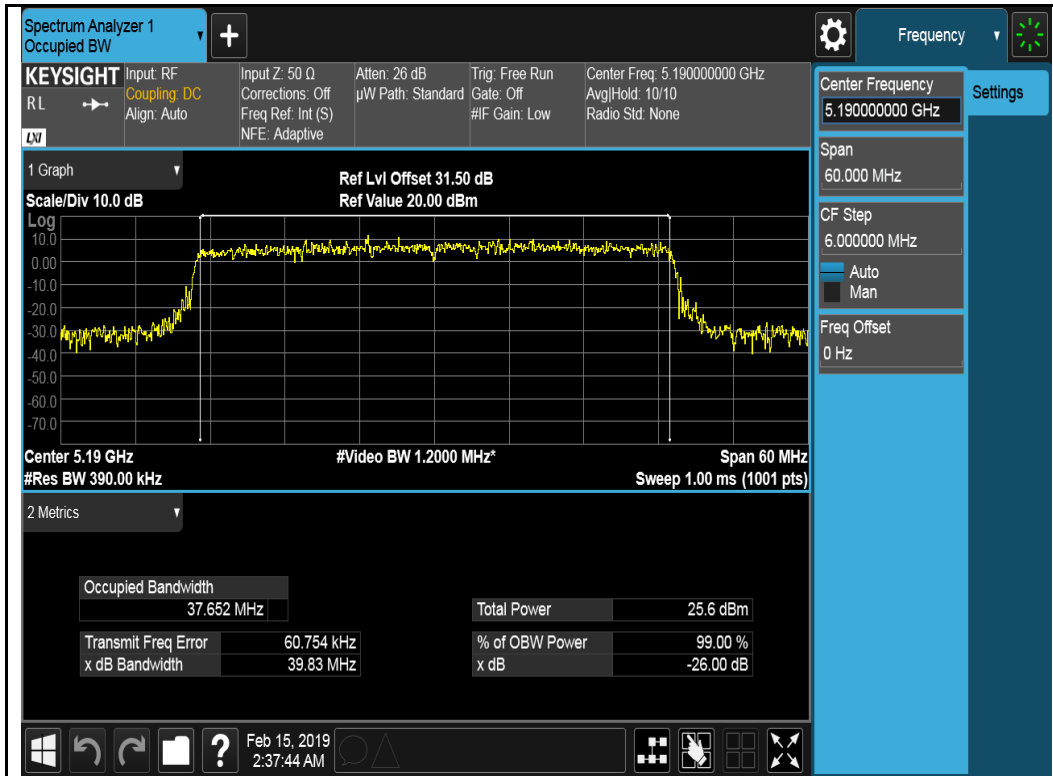 Spectrum Analyzer 1
Occupied BW
▼
+
Frequency ▼
KEYSIGHT
R L
LXI
Input: RF
Coupling: DC
Align: Auto
Input Z: 50 Ω
Corrections: Off
Freq Ref: Int (S)
NFE: Adaptive
Atten: 26 dB
µW Path: Standard
Trig: Free Run
Gate: Off
#IF Gain: Low
Center Freq: 5.190000000 GHz
Avg|Hold: 10/10
Radio Std: None
1 Graph ▼
Ref Lvl Offset 31.50 dB
Scale/Div 10.0 dB
Ref Value 20.00 dBm
Log
10.0
0.00
-10.0
-20.0
-30.0
-40.0
-50.0
-60.0
-70.0
Center 5.19 GHz
#Video BW 1.2000 MHz*
Span 60 MHz
#Res BW 390.00 kHz
Sweep 1.00 ms (1001 pts)
2 Metrics ▼
Occupied Bandwidth
37.652 MHz
Total Power 25.6 dBm
Transmit Freq Error 60.754 kHz
% of OBW Power 99.00 %
x dB Bandwidth 39.83 MHz
x dB -26.00 dB
?
Feb 15, 2019
2:37:44 AM
Center Frequency
5.190000000 GHz
Span
60.000 MHz
CF Step
6.000000 MHz
Auto
Man
Freq Offset
0 Hz
Settings